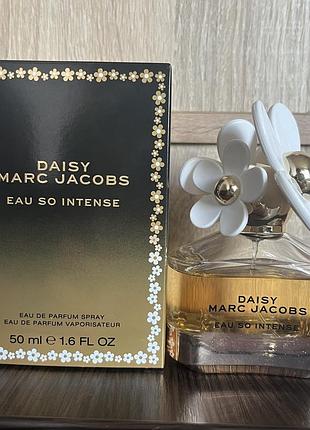 DAISY
MARC JACOBS
EAU SO INTENSE
EAU DE PARFUM SPRAY
EAU DE PARFUM VAPORISATEUR
50 ml ℮ 1.6 FL OZ
DAISY
MARC JACOBS
EAU SO INTENSE